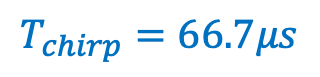 T_chirp = 66.7μs